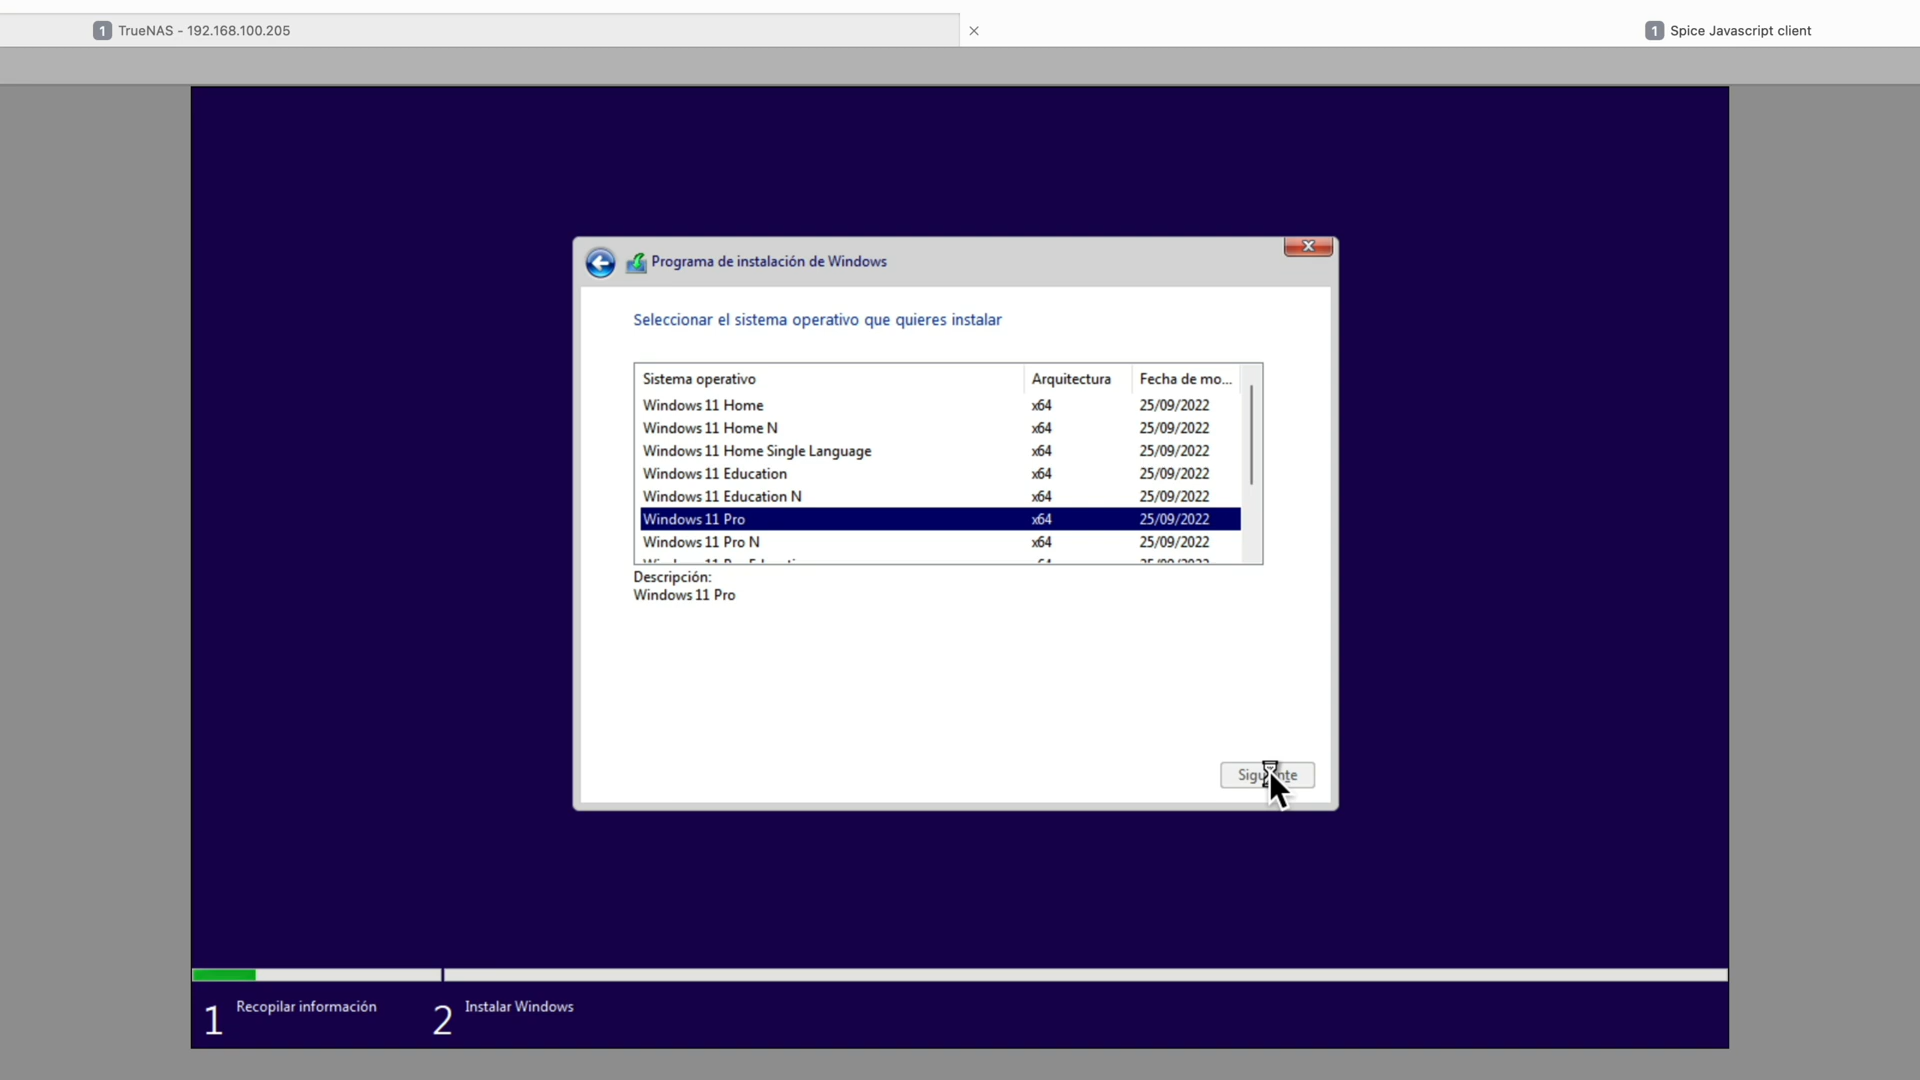 1 TrueNAS - 192.168.100.205
1 Spice Javascript client
Programa de instalación de Windows
Seleccionar el sistema operativo que quieres instalar
Sistema operativo Arquitectura Fecha de mo...
Windows 11 Home x64 25/09/2022
Windows 11 Home N x64 25/09/2022
Windows 11 Home Single Language x64 25/09/2022
Windows 11 Education x64 25/09/2022
Windows 11 Education N x64 25/09/2022
Windows 11 Pro x64 25/09/2022
Windows 11 Pro N x64 25/09/2022
Descripción:
Windows 11 Pro
1 Recopilar información
2 Instalar Windows